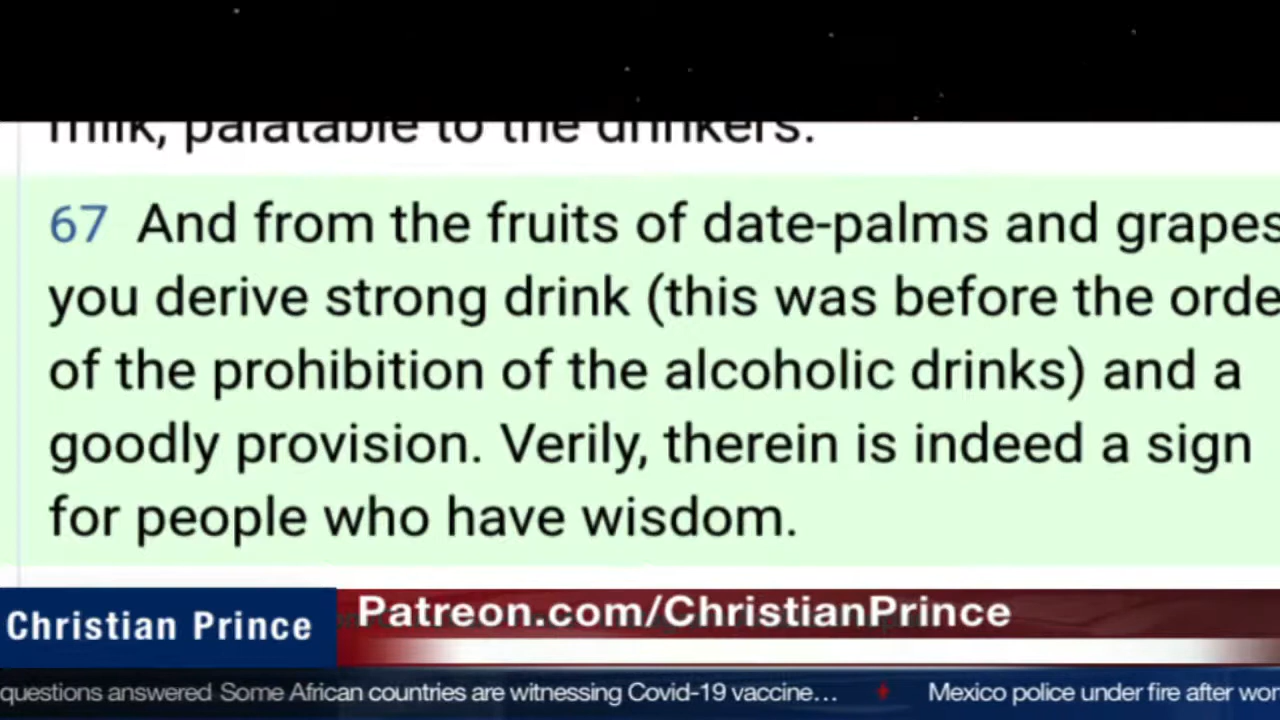 milk, palatable to the drinkers.
67 And from the fruits of date-palms and grapes
you derive strong drink (this was before the orde
of the prohibition of the alcoholic drinks) and a
goodly provision. Verily, therein is indeed a sign
for people who have wisdom.
Christian Prince
Patreon.com/ChristianPrince
questions answered Some African countries are witnessing Covid-19 vaccine… Mexico police under fire after wor